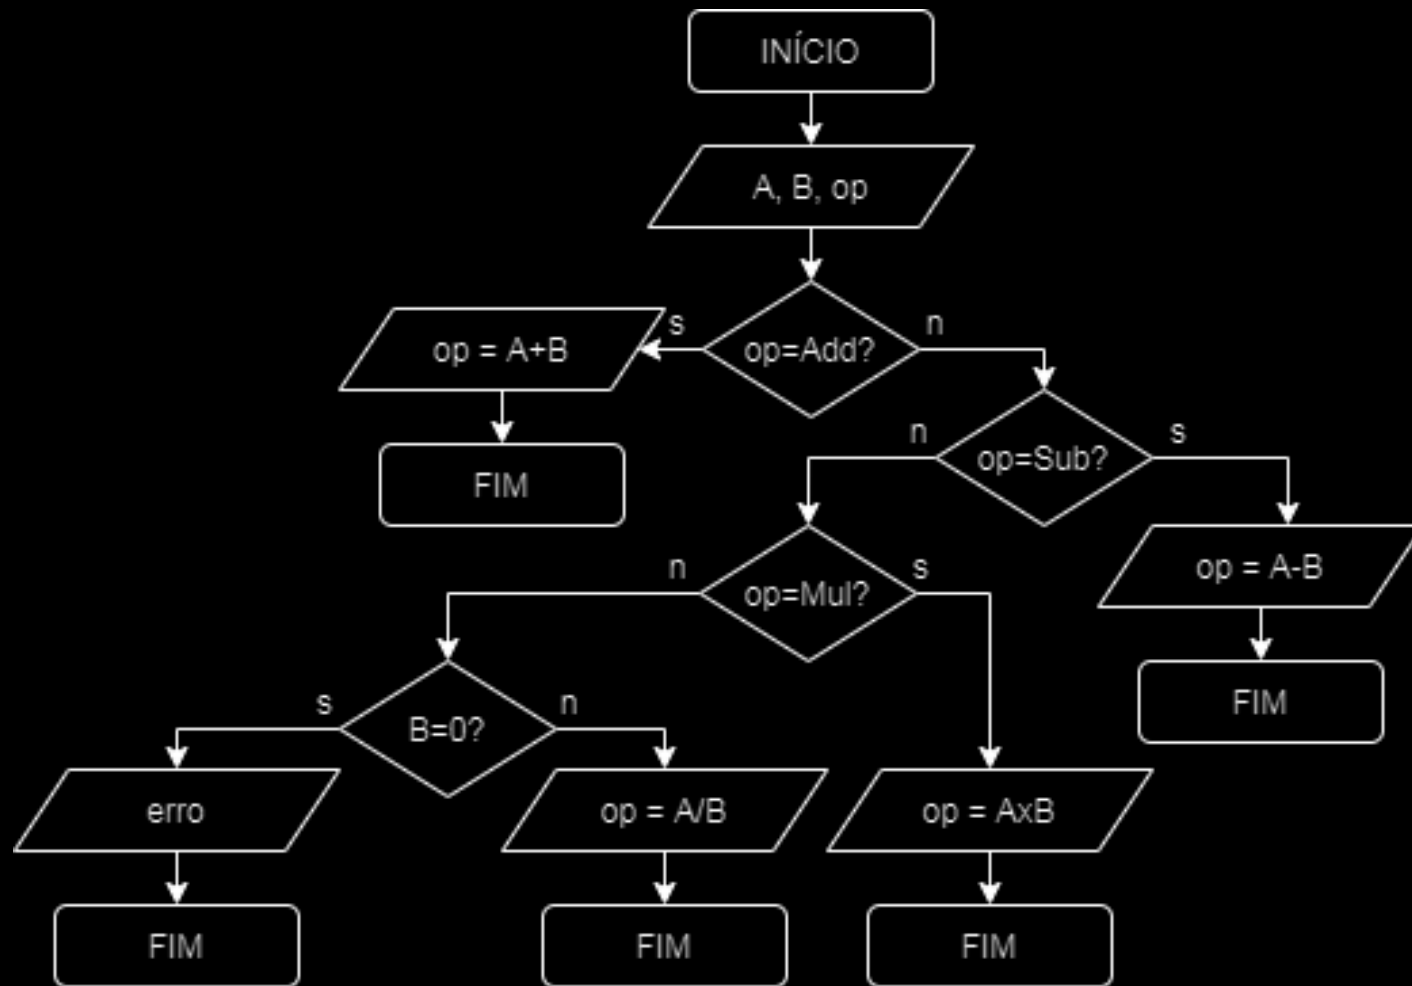 INÍCIO
A, B, op
s
n
op = A+B
op=Add?
n
s
op=Sub?
FIM
n
s
op = A-B
op=Mul?
s
n
B=0?
FIM
erro
op = A/B
op = AxB
FIM
FIM
FIM